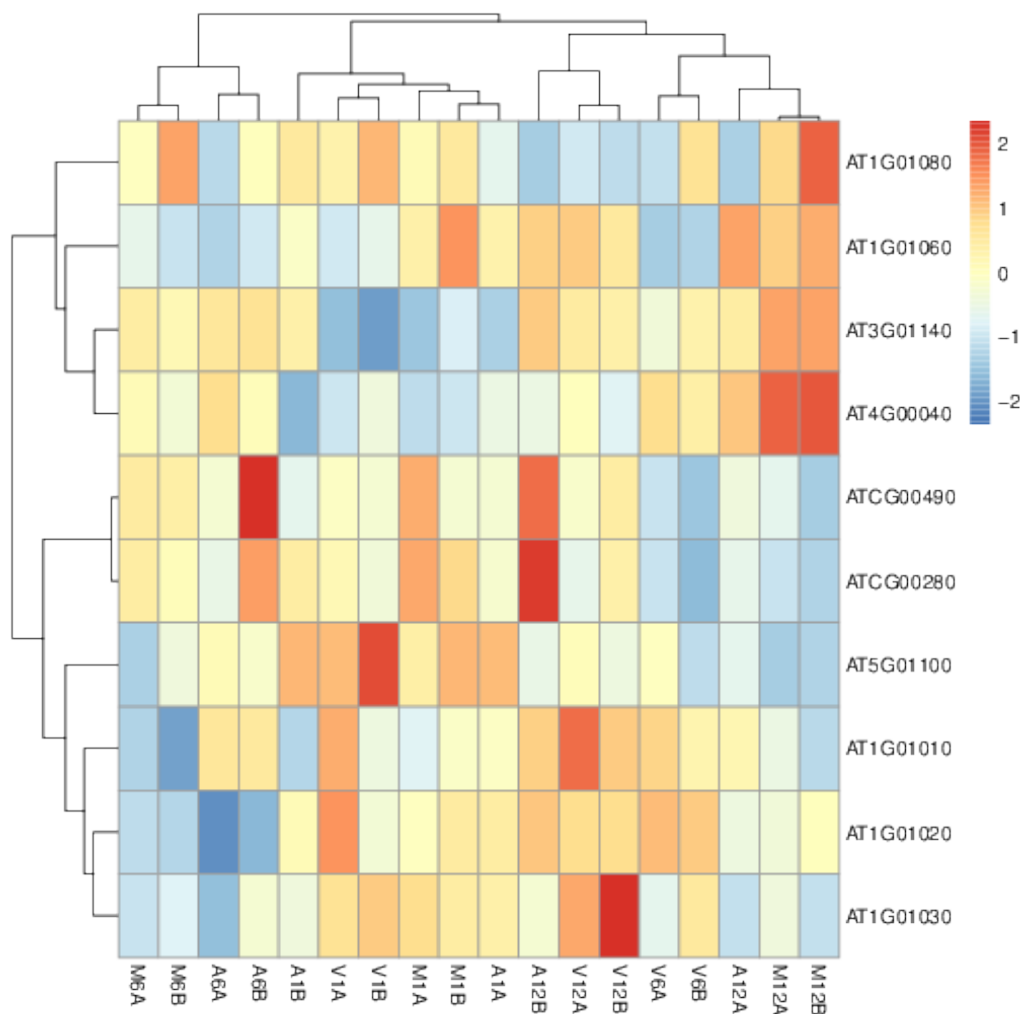 2
1
0
−1
−2
AT1G01080
AT1G01060
AT3G01140
AT4G00040
ATCG00490
ATCG00280
AT5G01100
AT1G01010
AT1G01020
AT1G01030
M6A
M6B
A6A
A6B
A1B
V1A
V1B
M1A
M1B
A1A
A12B
V12A
V12B
V6A
V6B
A12A
M12A
M12B